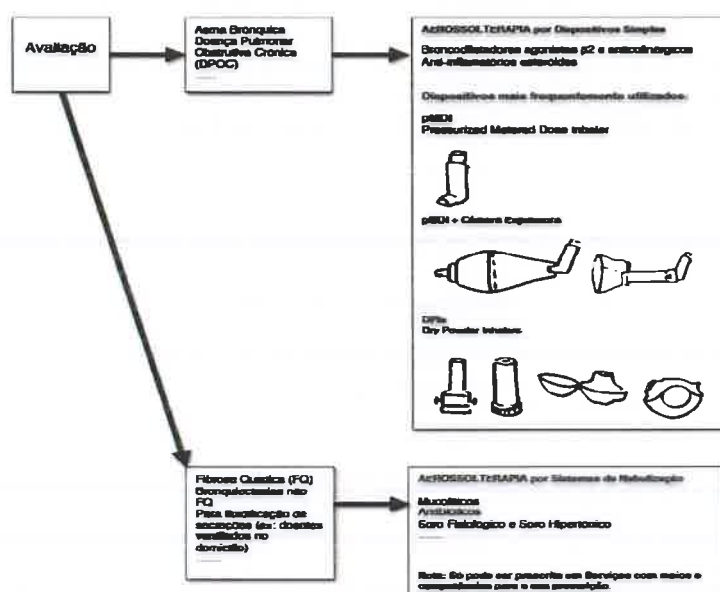 Avaliação
Asma Brônquica
Doença Pulmonar
Obstrutiva Crónica
(DPOC)
......
AEROSSOLTERAPIA por Dispositivos Simples
Broncodilatadores agonistas β2 e anticolinérgicos
Anti-inflamatórios esteroides
Dispositivos mais frequentemente utilizados:
pMDI
Pressurized Metered Dose Inhaler
pMDI + Câmara Expansora
DPIs
Dry Powder Inhalers
Fibrose Quística (FQ)
Bronquiectasias não
FQ
Para fluidificação de
secreções (ex: doentes
ventilados no
domicílio)
......
AEROSSOLTERAPIA por Sistemas de Nebulização
Mucolíticos
Antibióticos
Soro Fisiológico e Soro Hipertónico
......
Nota: Só pode ser prescrita em Serviços com meios e
competências para a sua prescrição.